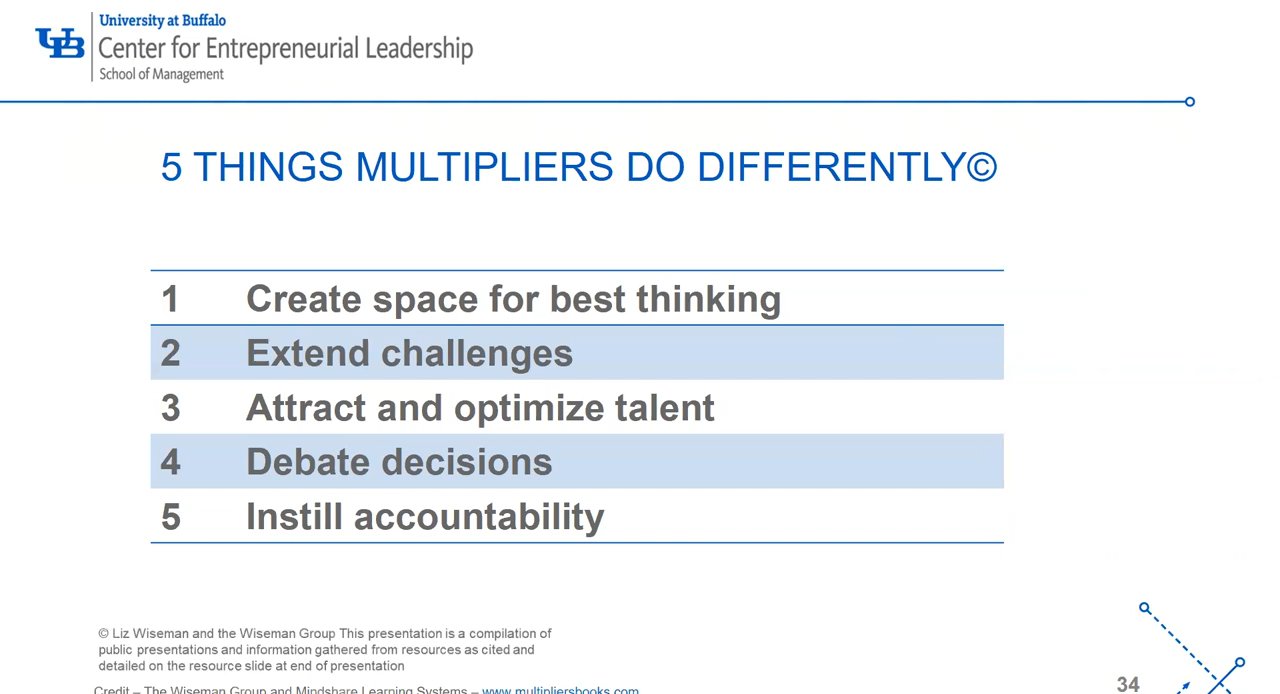 University at Buffalo
UB
Center for Entrepreneurial Leadership
School of Management
5 THINGS MULTIPLIERS DO DIFFERENTLY©
1 Create space for best thinking
2 Extend challenges
3 Attract and optimize talent
4 Debate decisions
5 Instill accountability
© Liz Wiseman and the Wiseman Group This presentation is a compilation of
public presentations and information gathered from resources as cited and
detailed on the resource slide at end of presentation
Credit – The Wiseman Group and Mindshare Learning Systems – www.multipliersbooks.com
34